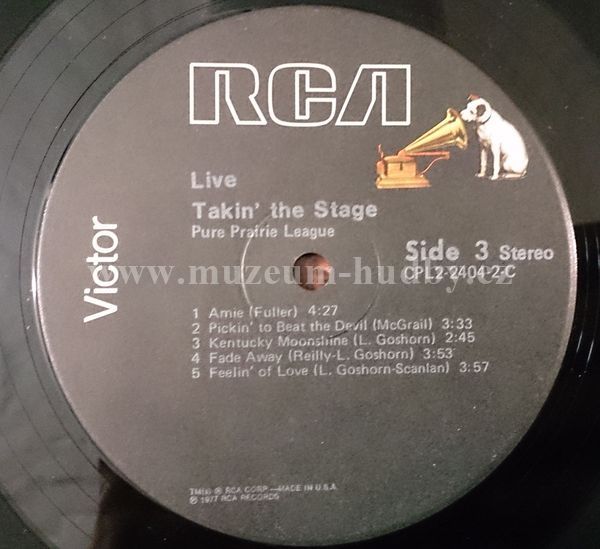 RCA
Victor
Live
Takin' the Stage
Pure Prairie League
Side 3 Stereo
CPL2-2404-2-C
www.muzeum-hudby.cz
1 Amie (Fuller) 4:27
2 Pickin' to Beat the Devil (McGrail) 3:33
3 Kentucky Moonshine (L. Goshorn) 2:45
4 Fade Away (Reilly-L. Goshorn) 3:53
5 Feelin' of Love (L. Goshorn-Scanlan) 3:57
TM(s) ® RCA CORP.—MADE IN U.S.A.
℗ 1977 RCA RECORDS